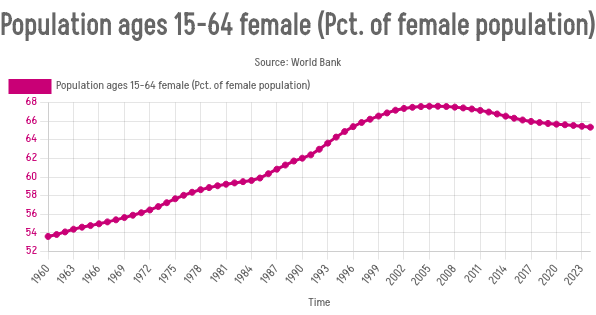 Population ages 15-64 female (Pct. of female population)
Source: World Bank
Population ages 15-64 female (Pct. of female population)
68
66
64
62
60
58
56
54
52
1960 1963 1966 1969 1972 1975 1978 1981 1984 1987 1990 1993 1996 1999 2002 2005 2008 2011 2014 2017 2020 2023
Time